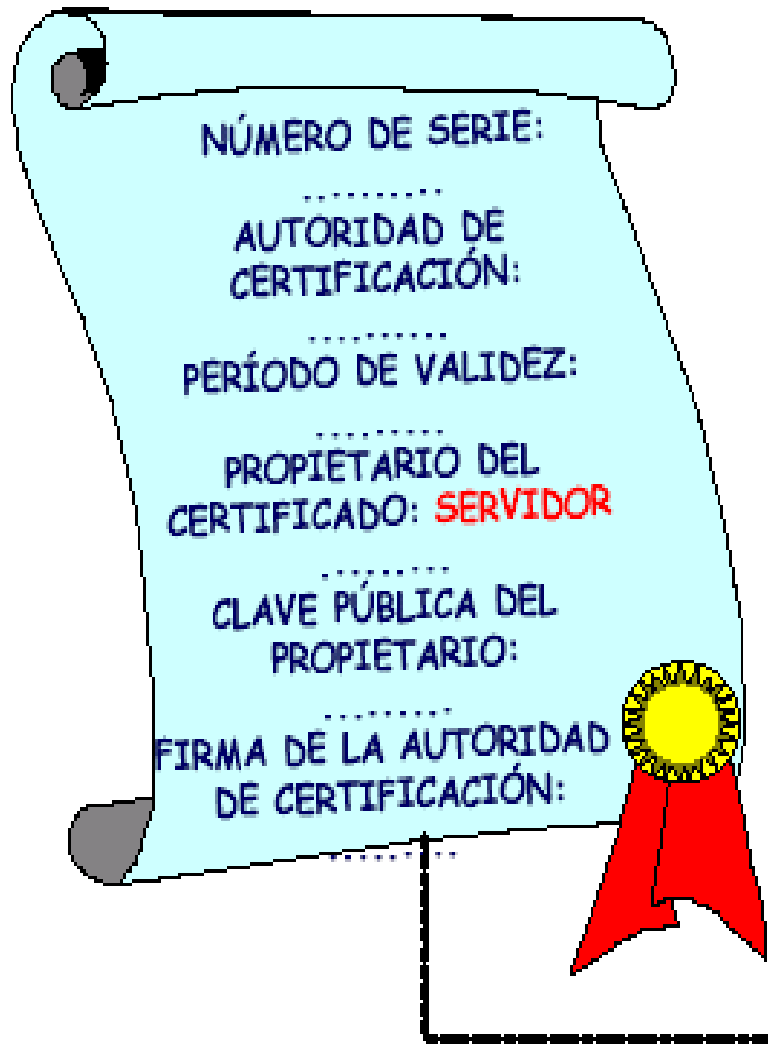 NÚMERO DE SERIE:
..........
AUTORIDAD DE
CERTIFICACIÓN:
..........
PERÍODO DE VALIDEZ:
.........
PROPIETARIO DEL
CERTIFICADO: SERVIDOR
.........
CLAVE PÚBLICA DEL
PROPIETARIO:
.........
FIRMA DE LA AUTORIDAD
DE CERTIFICACIÓN:
.........